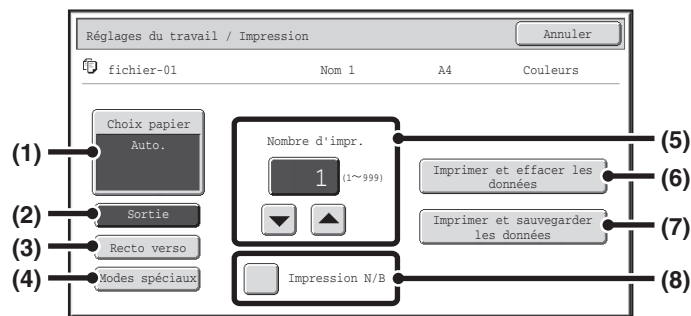 Réglages du travail / Impression
Annuler
fichier-01 Nom 1 A4 Couleurs
Choix papier
Auto.
(1)
Sortie
(2)
Recto verso
(3)
Modes spéciaux
(4)
Nombre d'impr.
1 (1~999)
(5)
Imprimer et effacer les
données
(6)
Imprimer et sauvegarder
les données
(7)
Impression N/B
(8)